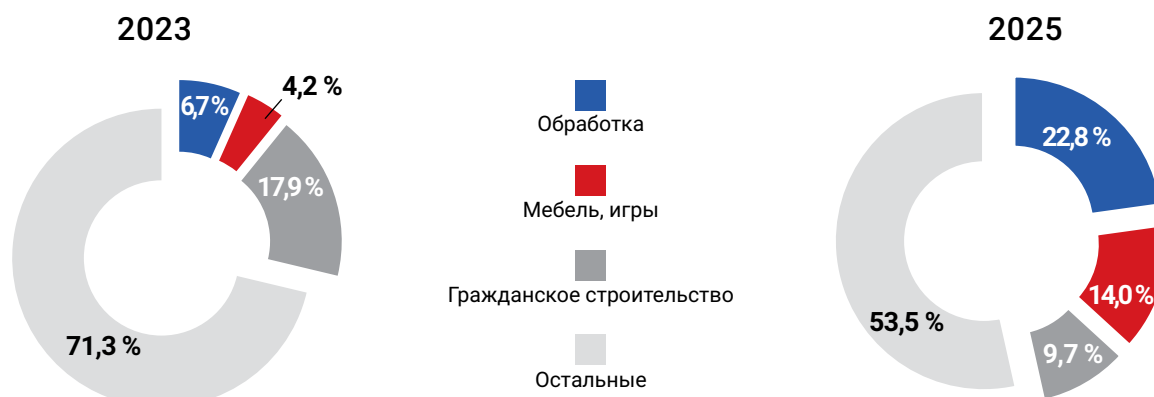 2023
6,7%
4,2 %
17,9 %
71,3 %
Обработка
Мебель, игры
Гражданское строительство
Остальные
2025
22,8 %
14,0 %
9,7 %
53,5 %